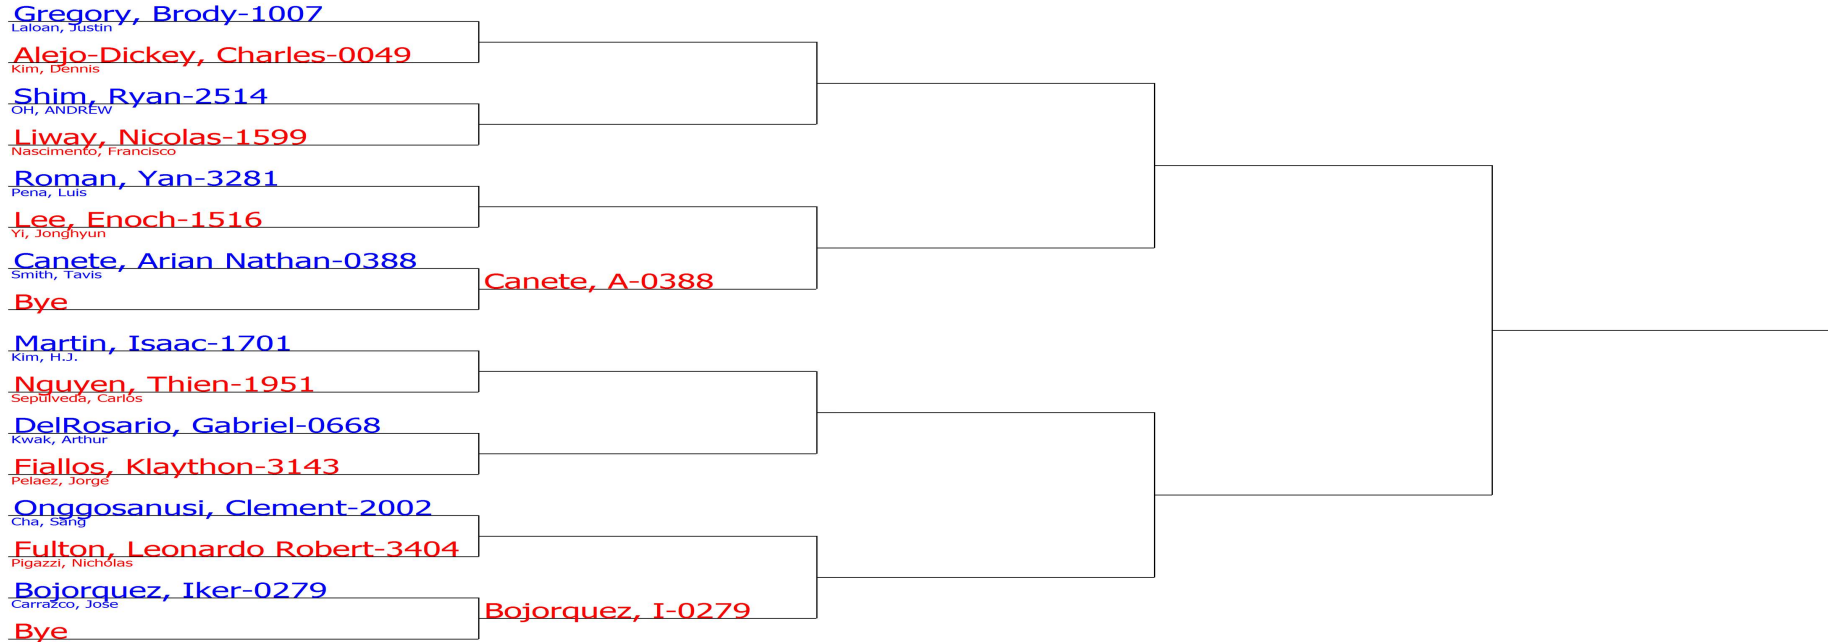 Gregory, Brody-1007
Laloan, Justin
Alejo-Dickey, Charles-0049
Kim, Dennis
Shim, Ryan-2514
OH, ANDREW
Liway, Nicolas-1599
Nascimento, Francisco
Roman, Yan-3281
Pena, Luis
Lee, Enoch-1516
Yi, Jonghyun
Canete, Arian Nathan-0388
Smith, Tavis
Canete, A-0388
Bye
Martin, Isaac-1701
Kim, H.J.
Nguyen, Thien-1951
Sepulveda, Carlos
DelRosario, Gabriel-0668
Kwak, Arthur
Fiallos, Klaython-3143
Pelaez, Jorge
Onggosanusi, Clement-2002
Cha, Sang
Fulton, Leonardo Robert-3404
Pigazzi, Nicholas
Bojorquez, Iker-0279
Carrazco, Jose
Bojorquez, I-0279
Bye